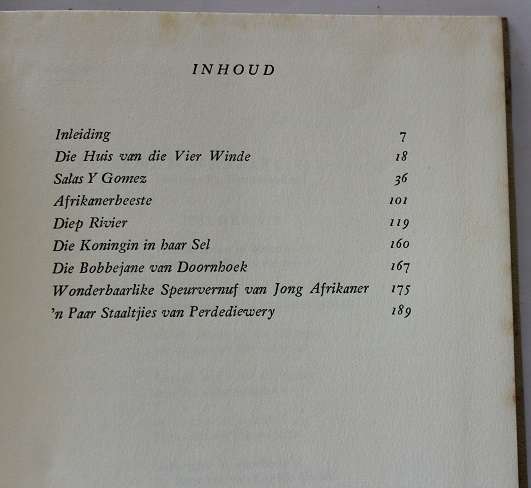 INHOUD
Inleiding 7
Die Huis van die Vier Winde 18
Salas Y Gomez 36
Afrikanerbeeste 101
Diep Rivier 119
Die Koningin in haar Sel 160
Die Bobbejane van Doornhoek 167
Wonderbaarlike Speurvernuf van Jong Afrikaner 175
'n Paar Staaltjies van Perdediewery 189